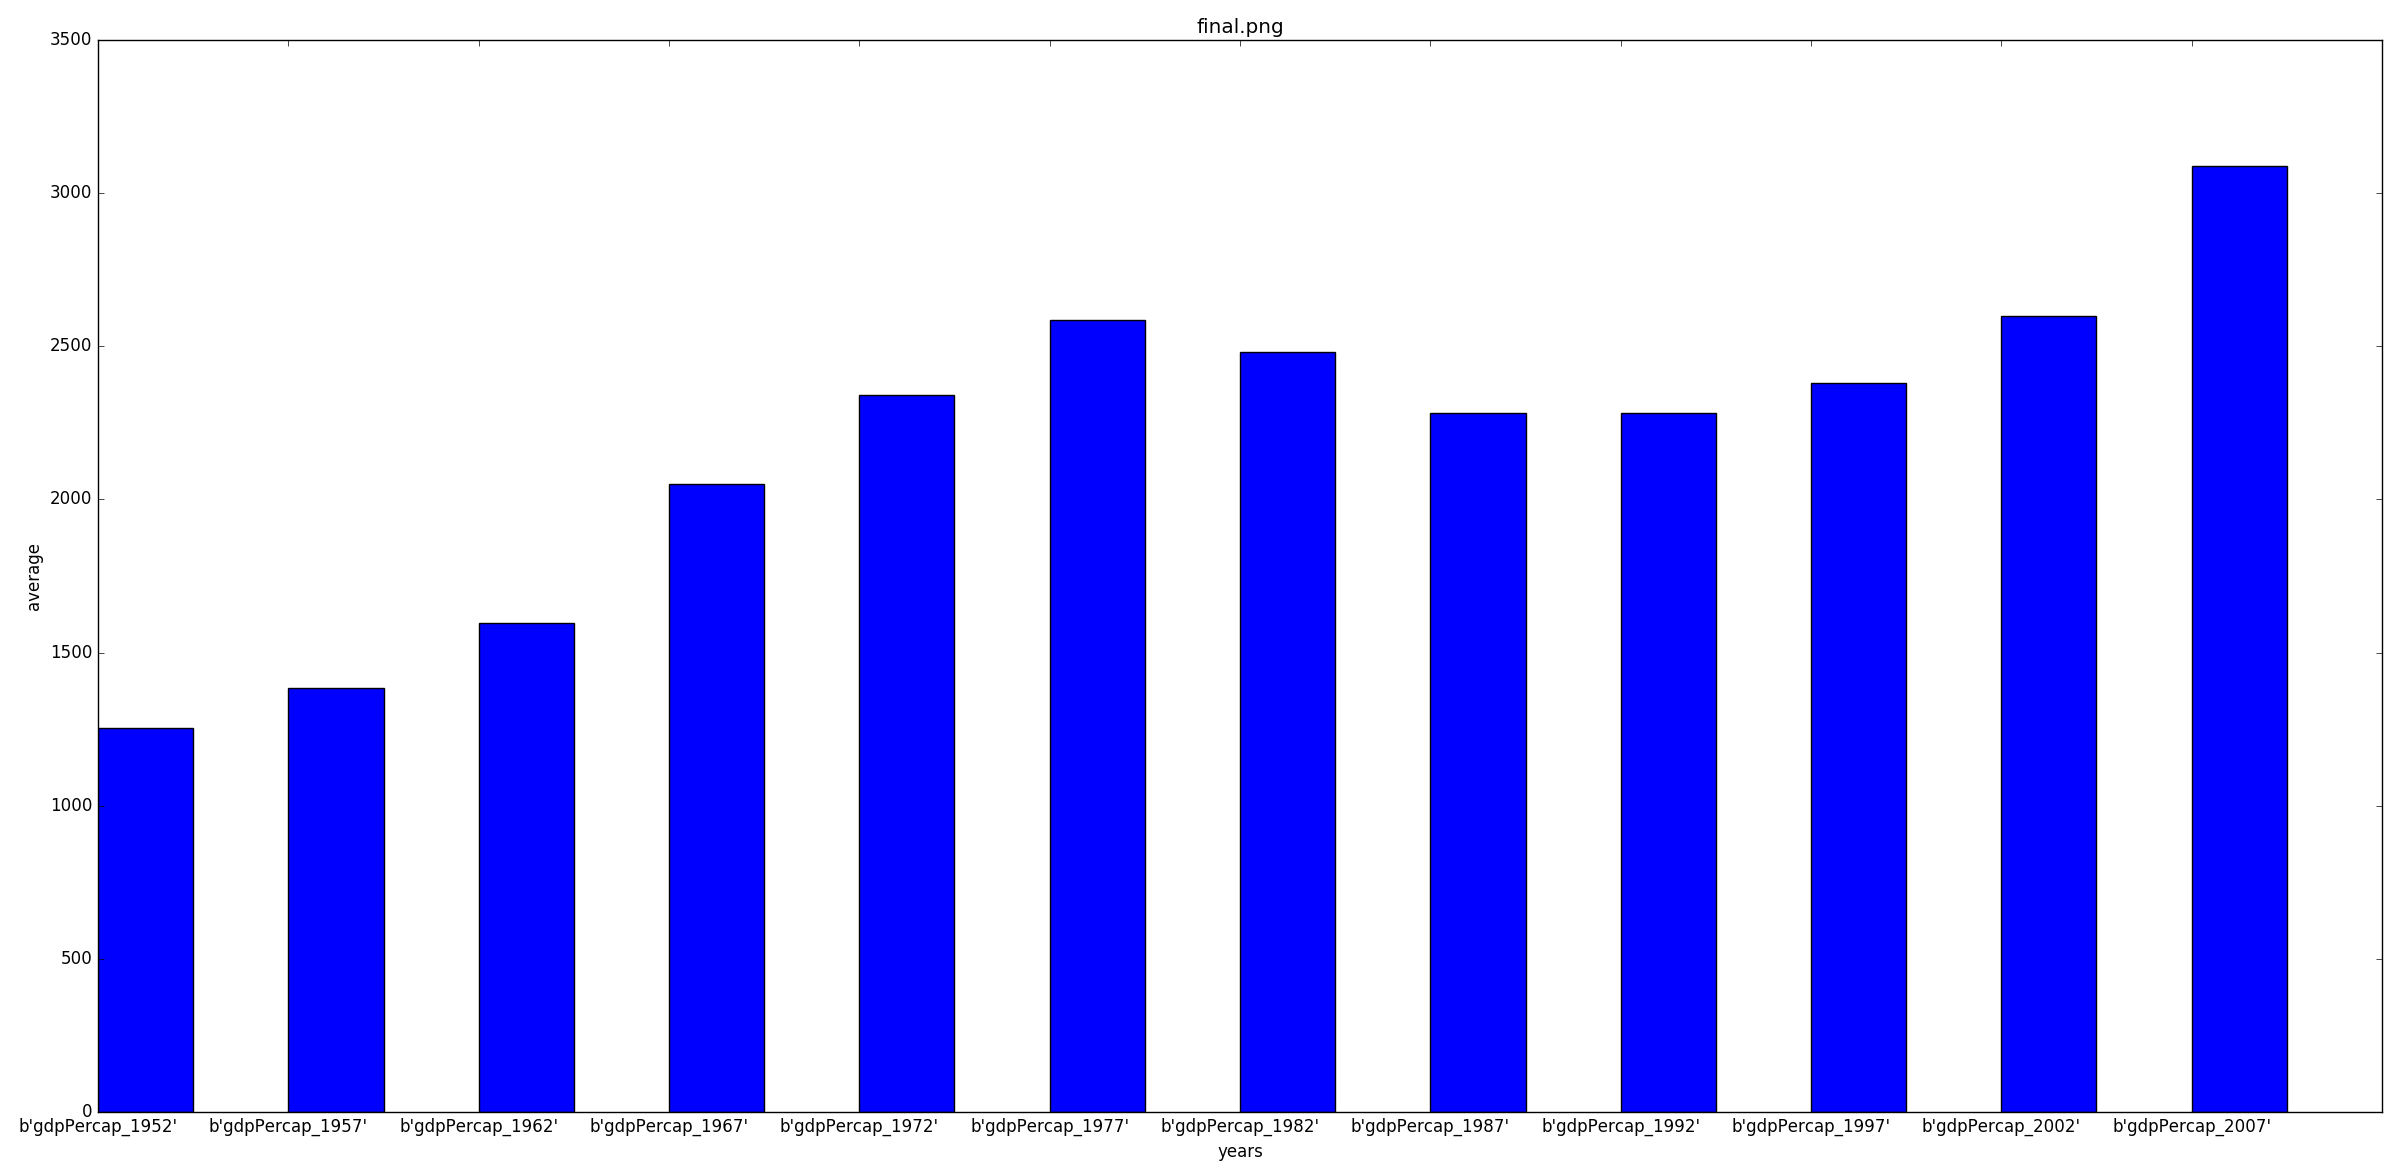 final.png
3500
3000
2500
2000
1500
1000
500
0
average
b'gdpPercap_1952' b'gdpPercap_1957' b'gdpPercap_1962' b'gdpPercap_1967' b'gdpPercap_1972' b'gdpPercap_1977' b'gdpPercap_1982' b'gdpPercap_1987' b'gdpPercap_1992' b'gdpPercap_1997' b'gdpPercap_2002' b'gdpPercap_2007'
years